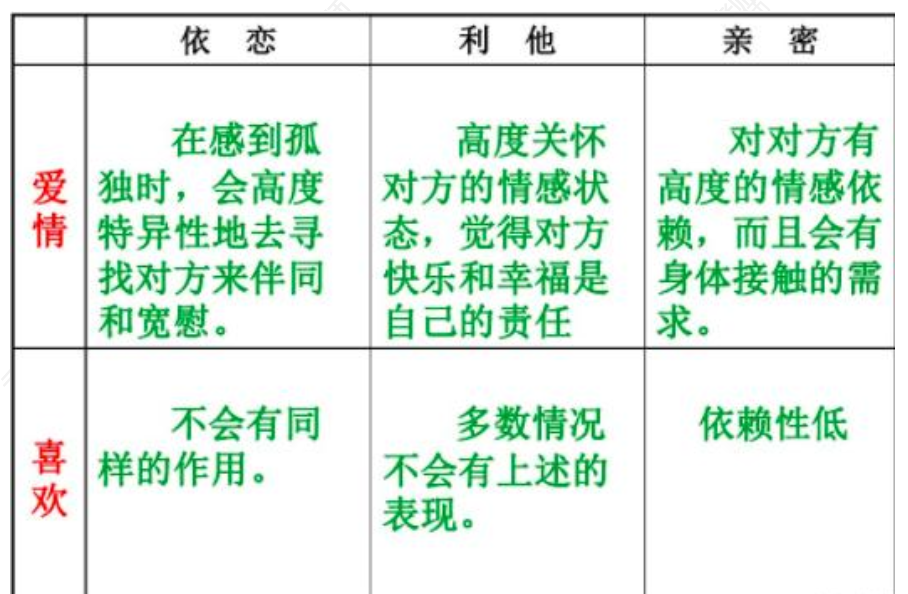 依 恋
利 他
亲 密
爱情
在感到孤
独时，会高度
特异性地去寻
找对方来伴同
和宽慰。
高度关怀
对方的情感状
态，觉得对方
快乐和幸福是
自己的责任
对对方有
高度的情感依
赖，而且会有
身体接触的需
求。
喜欢
不会有同
样的作用。
多数情况
不会有上述的
表现。
依赖性低